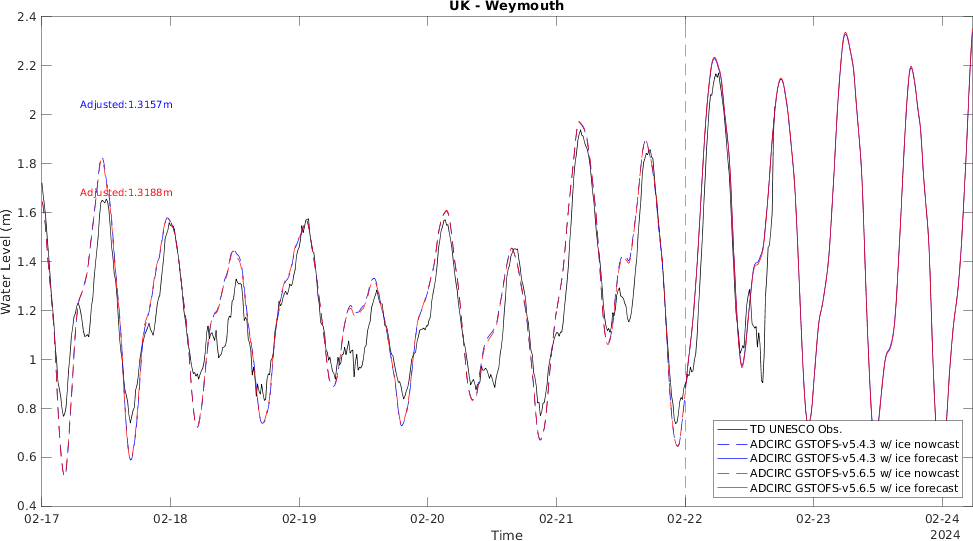 UK - Weymouth
2.4
2.2
2
1.8
1.6
1.4
1.2
1
0.8
0.6
0.4
Water Level (m)
Adjusted:1.3157m
Adjusted:1.3188m
TD UNESCO Obs.
ADCIRC GSTOFS-v5.4.3 w/ ice nowcast
ADCIRC GSTOFS-v5.4.3 w/ ice forecast
ADCIRC GSTOFS-v5.6.5 w/ ice nowcast
ADCIRC GSTOFS-v5.6.5 w/ ice forecast
02-17 02-18 02-19 02-20 02-21 02-22 02-23 02-24
Time
2024